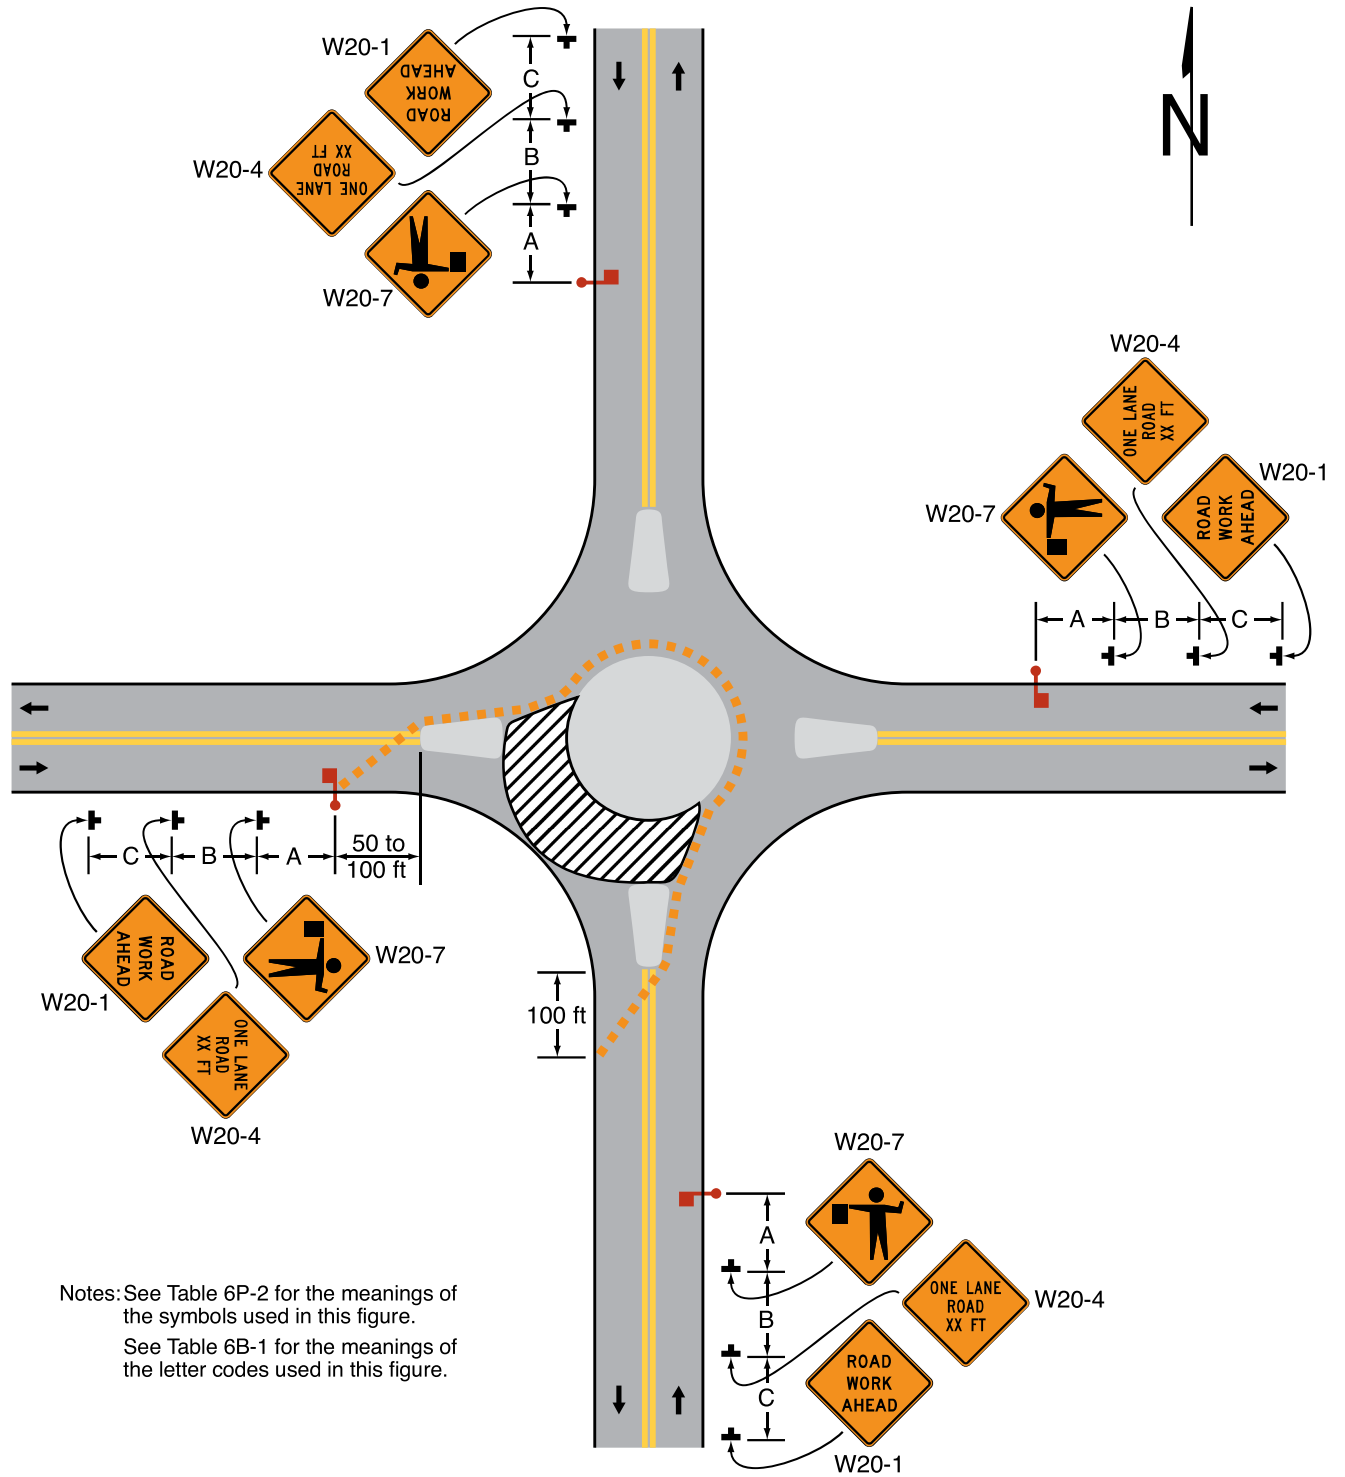 W20-1
ROAD
WORK
AHEAD
C
W20-4
ONE LANE
ROAD
XX FT
B
W20-7
A
N
W20-4
ONE LANE
ROAD
XX FT
W20-1
ROAD
WORK
AHEAD
W20-7
A
B
C
C
B
A
50 to
100 ft
ROAD
WORK
AHEAD
W20-1
W20-7
ONE LANE
ROAD
XX FT
W20-4
100 ft
W20-7
A
B
ONE LANE
ROAD
XX FT
W20-4
C
ROAD
WORK
AHEAD
W20-1
Notes: See Table 6P-2 for the meanings of
the symbols used in this figure.
See Table 6B-1 for the meanings of
the letter codes used in this figure.